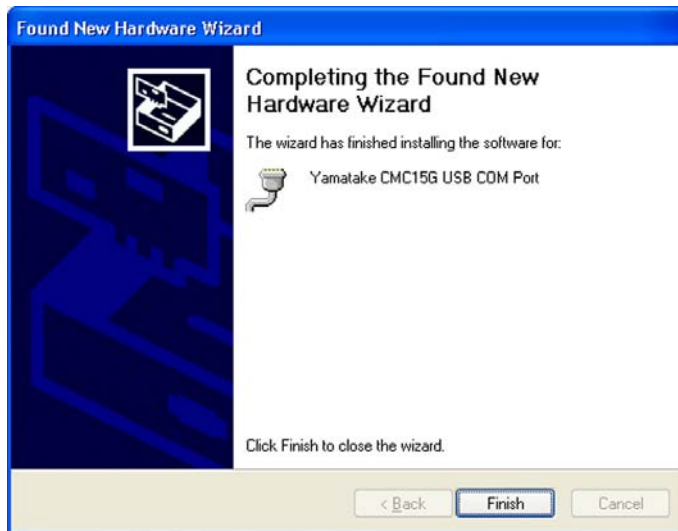 Found New Hardware Wizard
Completing the Found New
Hardware Wizard
The wizard has finished installing the software for:
Yamatake CMC15G USB COM Port
Click Finish to close the wizard.
< Back
Finish
Cancel